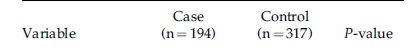 Case Control
Variable (n=194) (n=317) P-value